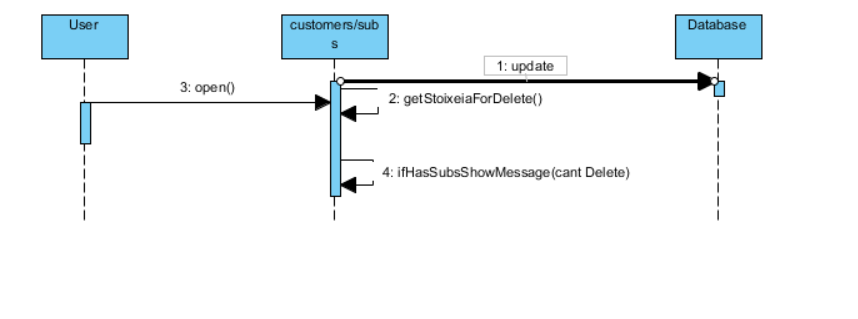 User
customers/sub
s
Database
1: update
3: open()
2: getStoixeiaForDelete()
4: ifHasSubsShowMessage(cant Delete)